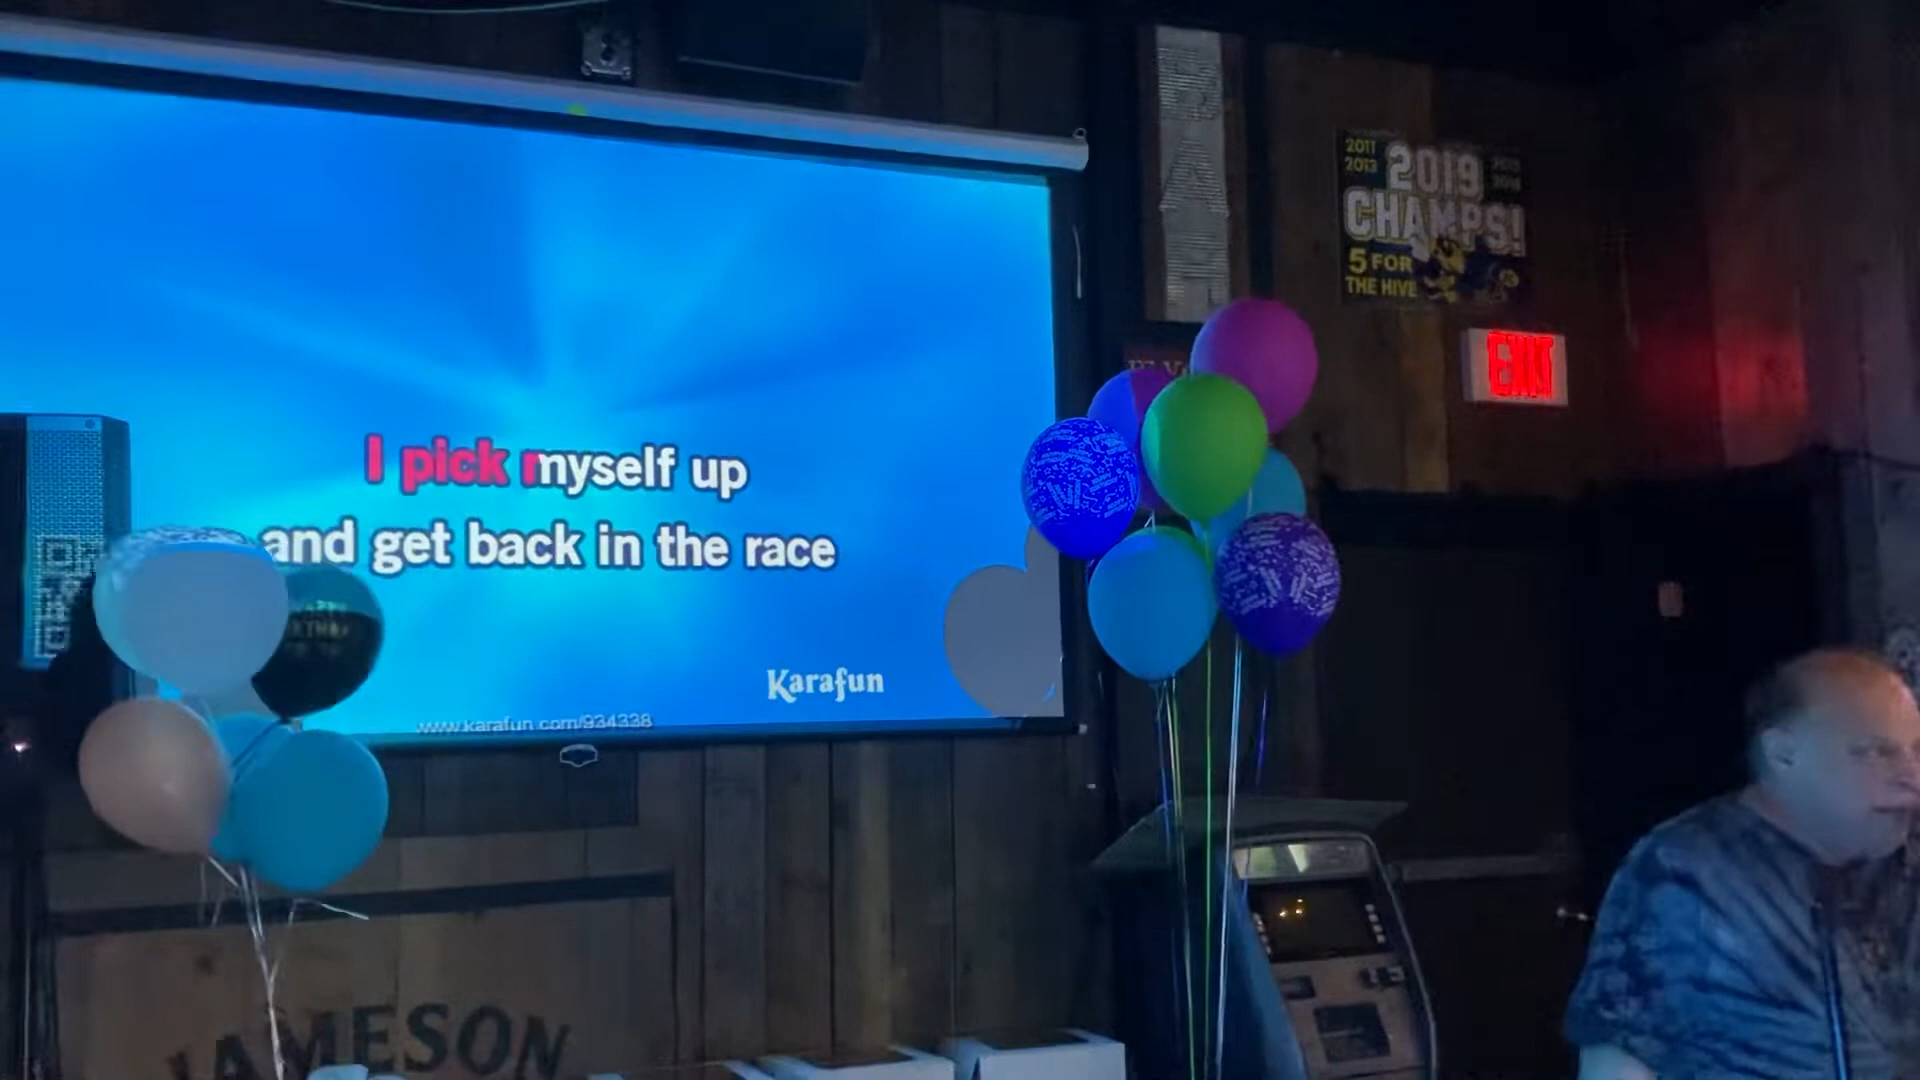 I pick myself up
and get back in the race
Karafun
www.karafun.com/934338
2011
2013
2019
CHAMPS!
5 FOR
THE HIVE
EXIT
JAMESON